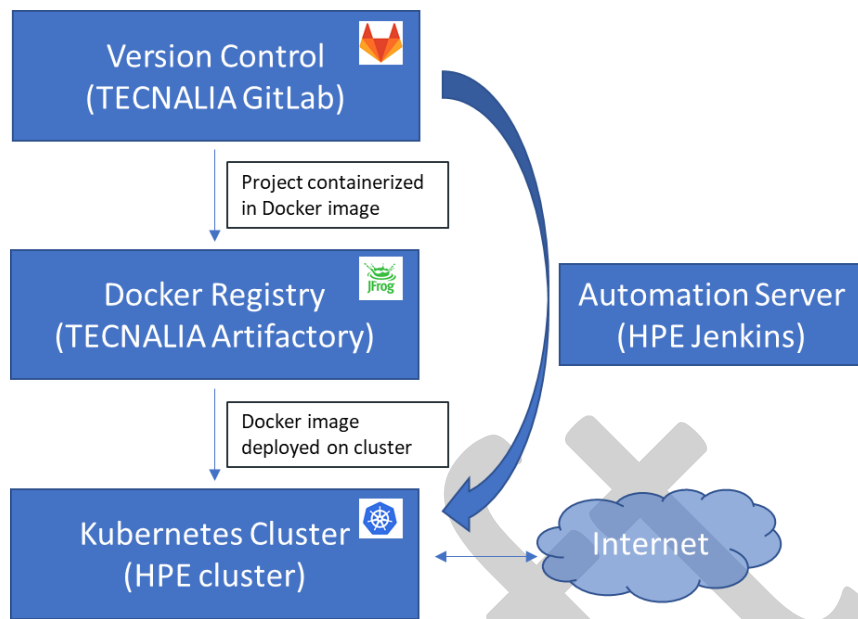 Version Control
(TECNALIA GitLab)
Project containerized
in Docker image
Docker Registry
(TECNALIA Artifactory)
JFrog
Automation Server
(HPE Jenkins)
Docker image
deployed on cluster
Kubernetes Cluster
(HPE cluster)
Internet